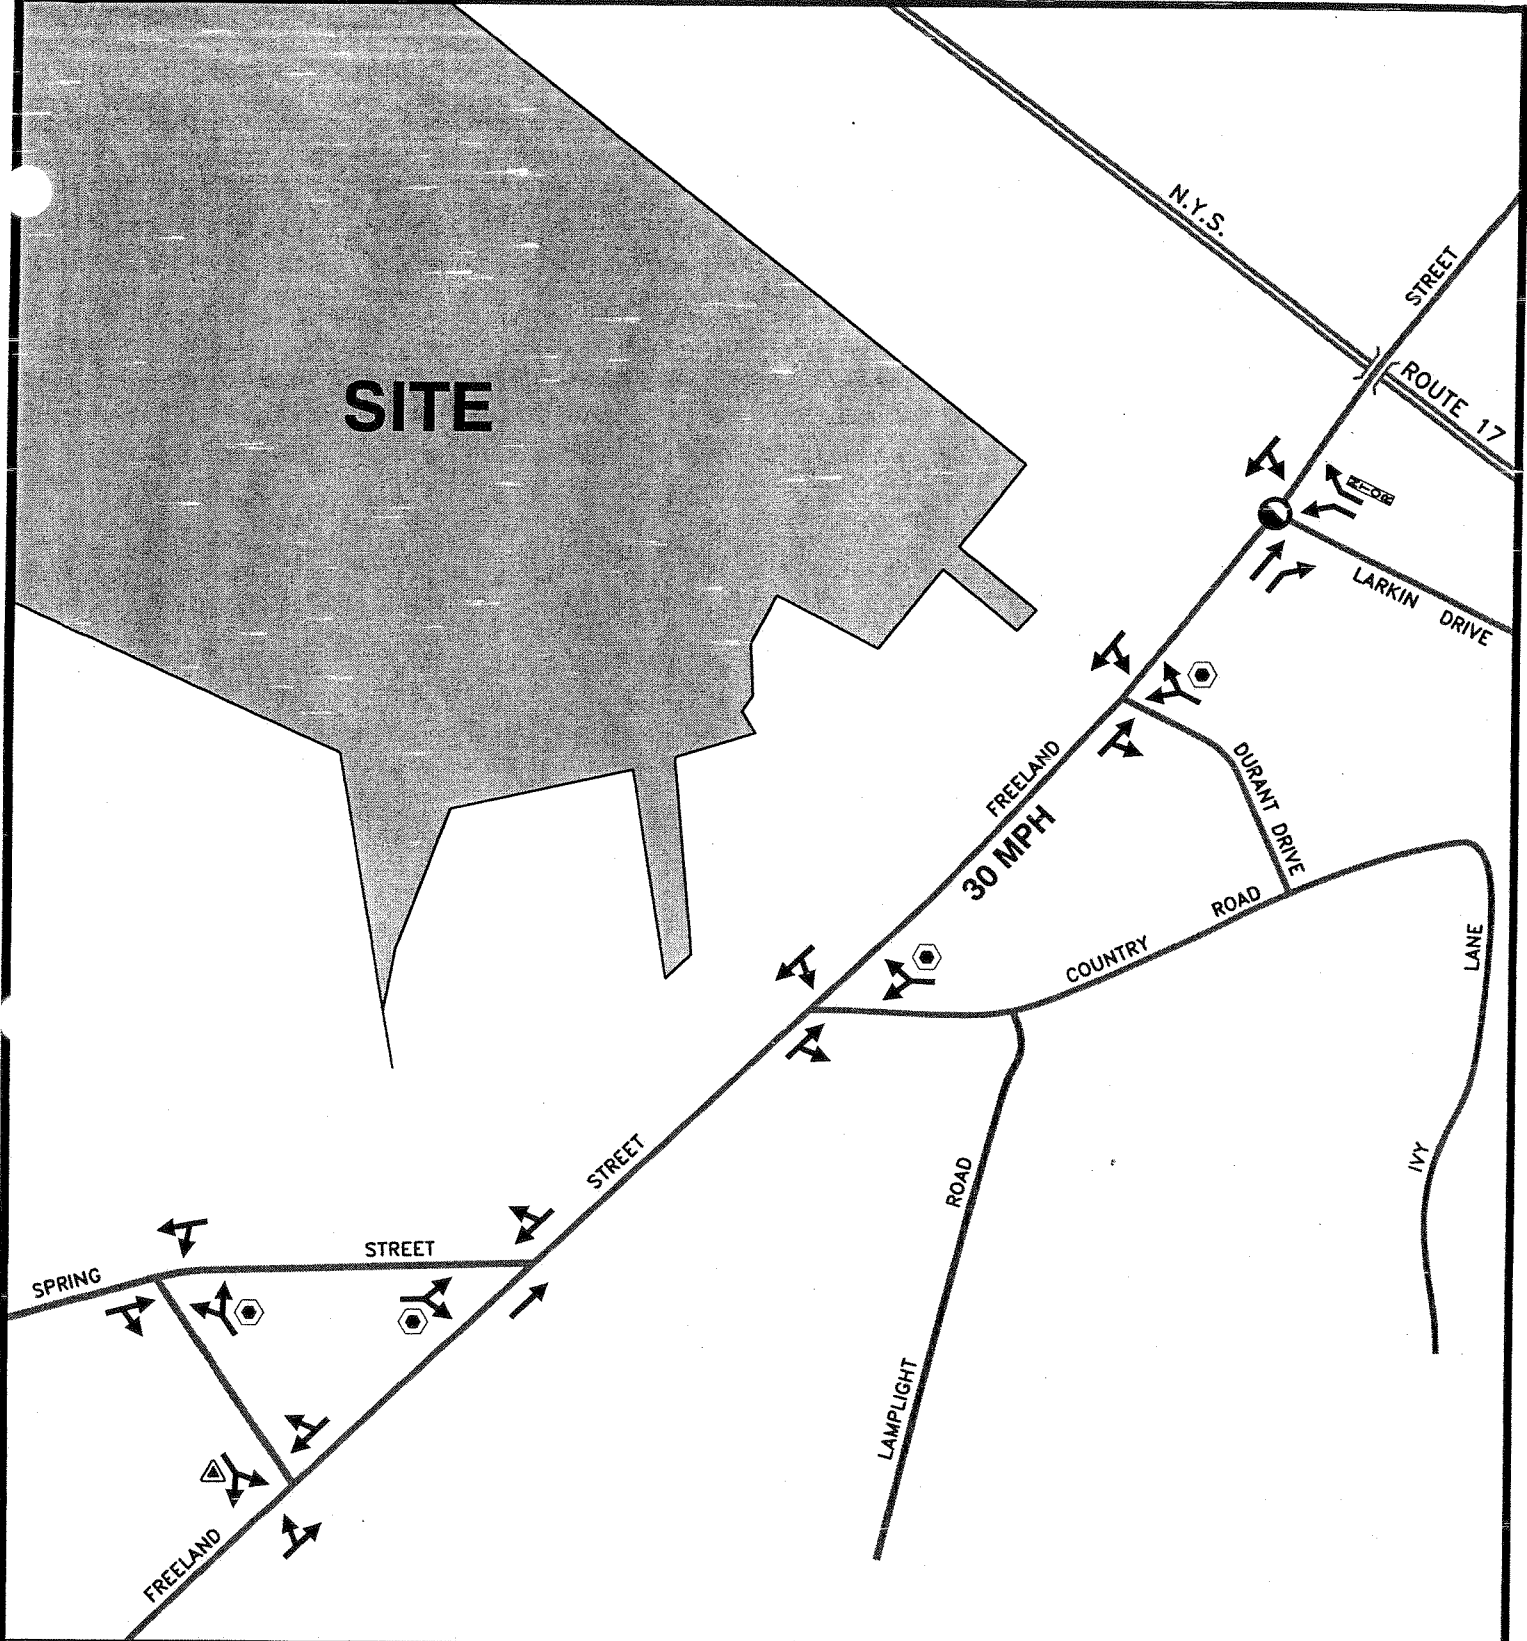 N.Y.S.
STREET
ROUTE 17
SITE
NTOR
LARKIN DRIVE
FREELAND
30 MPH
DURANT DRIVE
COUNTRY ROAD
LANE
IVY
STREET
ROAD
SPRING STREET
LAMPLIGHT
FREELAND